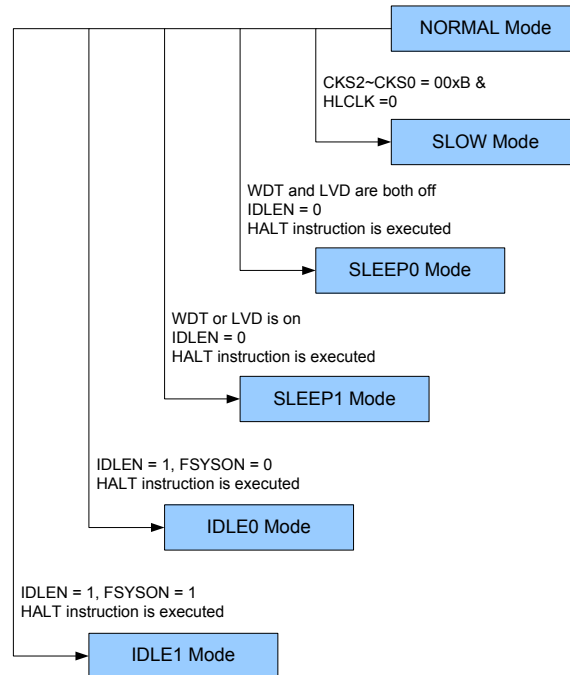 NORMAL Mode
CKS2~CKS0 = 00xB &
HLCLK =0
SLOW Mode
WDT and LVD are both off
IDLEN = 0
HALT instruction is executed
SLEEP0 Mode
WDT or LVD is on
IDLEN = 0
HALT instruction is executed
SLEEP1 Mode
IDLEN = 1, FSYSON = 0
HALT instruction is executed
IDLE0 Mode
IDLEN = 1, FSYSON = 1
HALT instruction is executed
IDLE1 Mode